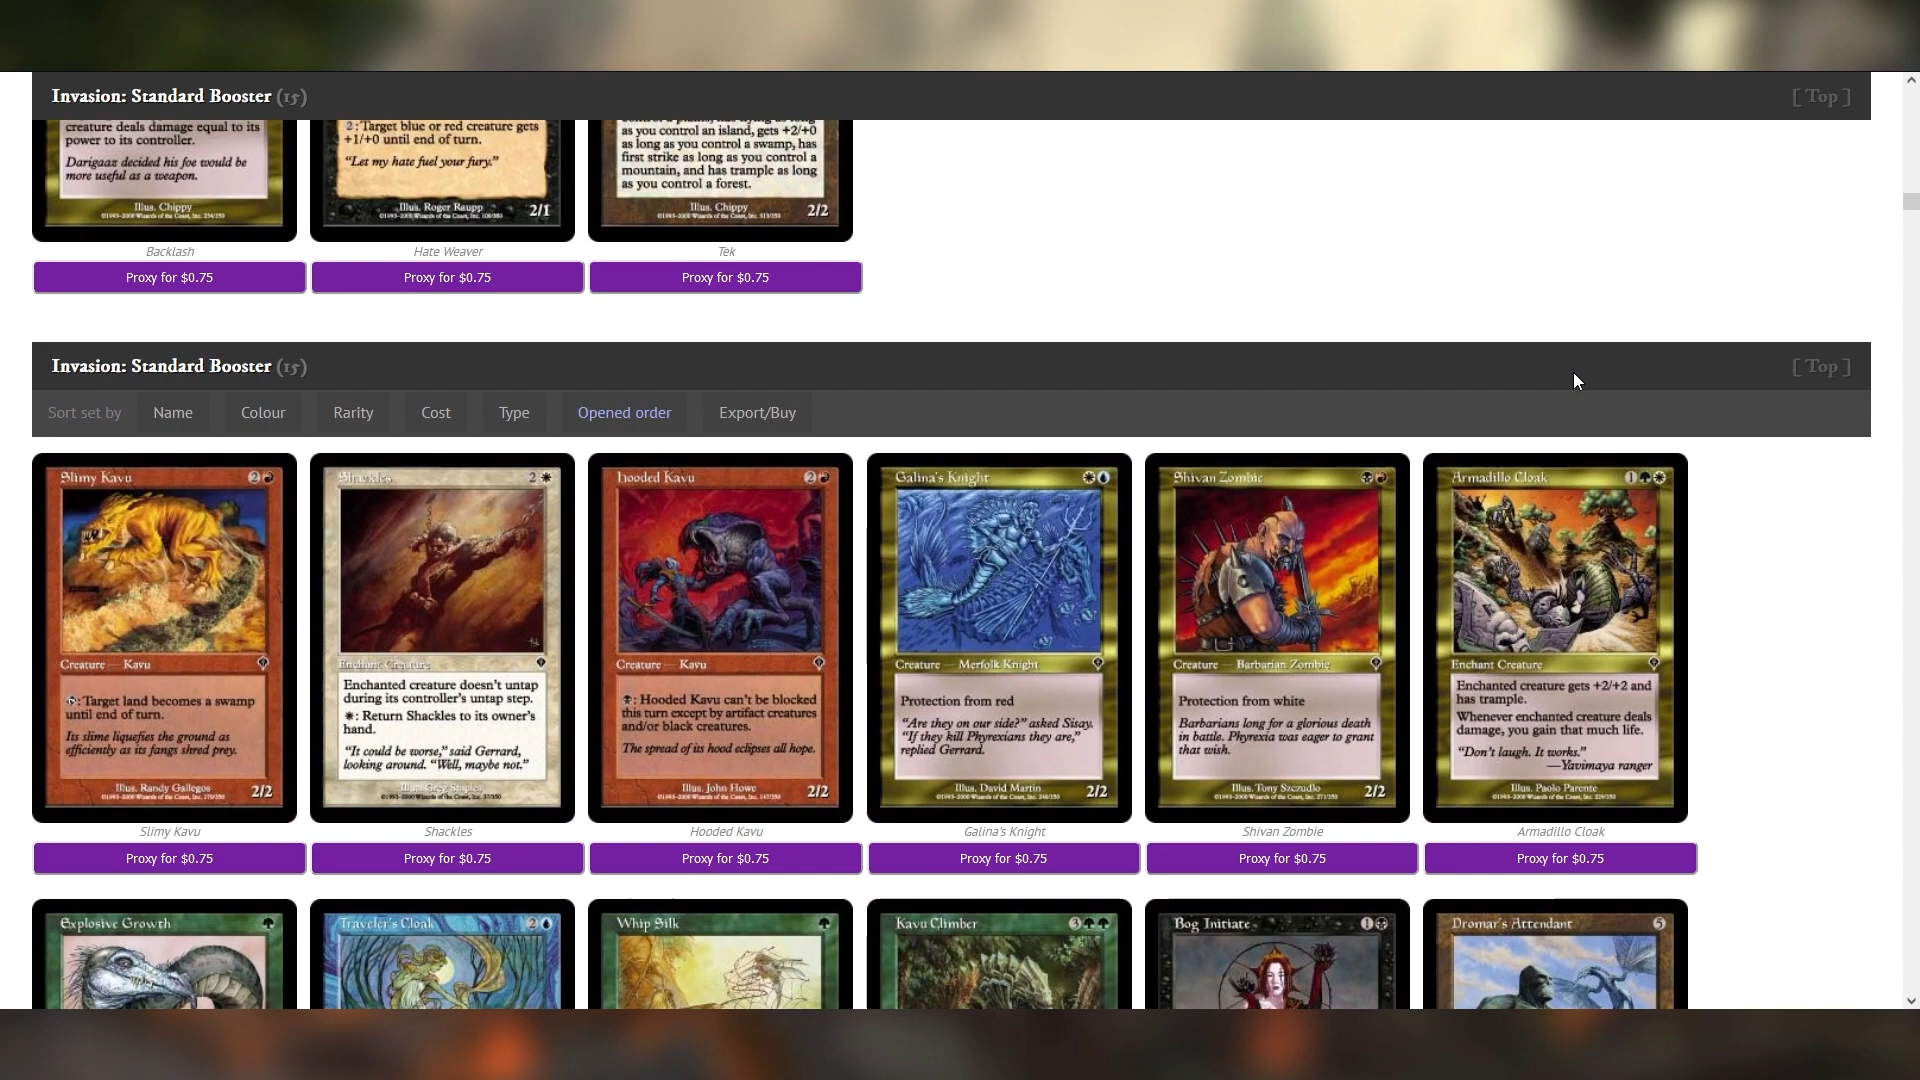 Invasion: Standard Booster (15)
[ Top ]
creature deals damage equal to its
power to its controller.
Darigaaz decided his foe would be
more useful as a weapon.
Illus. Chippy
2:Target blue or red creature gets
+1/+0 until end of turn.
“Let my hate fuel your fury.”
Illus. Roger Raupp
2/1
as you control an island, gets +2/+0
as long as you control a swamp, has
first strike as long as you control a
mountain, and has trample as long
as you control a forest.
Illus. Chippy
2/2
Backlash
Hate Weaver
Tek
Proxy for $0.75
Proxy for $0.75
Proxy for $0.75
Invasion: Standard Booster (15)
[ Top ]
Sort set by
Name
Colour
Rarity
Cost
Type
Opened order
Export/Buy
Slimy Kavu
2
Creature — Kavu
:Target land becomes a swamp
until end of turn.
Its slime liquefies the ground as
efficiently as its fangs shred prey.
Illus. Randy Gallegos
2/2
Shackles
2
Enchant Creature
Enchanted creature doesn't untap
during its controller's untap step.
: Return Shackles to its owner's
hand.
“It could be worse,” said Gerrard,
looking around. “Well, maybe not.”
Hooded Kavu
2
Creature — Kavu
: Hooded Kavu can't be blocked
this turn except by artifact creatures
and/or black creatures.
The spread of its hood eclipses all hope.
Illus. John Howe
2/2
Galina's Knight
Creature — Merfolk Knight
Protection from red
“Are they on our side?” asked Sisay.
“If they kill Phyrexians they are,”
replied Gerrard.
Illus. David Martin
2/2
Shivan Zombie
Creature — Barbarian Zombie
Protection from white
Barbarians long for a glorious death
in battle. Phyrexia was eager to grant
that wish.
Illus. Tony Szczudlo
2/2
Armadillo Cloak
1
Enchant Creature
Enchanted creature gets +2/+2 and
has trample.
Whenever enchanted creature deals
damage, you gain that much life.
“Don't laugh. It works.”
—Yavimaya ranger
Illus. Paolo Parente
Slimy Kavu
Shackles
Hooded Kavu
Galina's Knight
Shivan Zombie
Armadillo Cloak
Proxy for $0.75
Proxy for $0.75
Proxy for $0.75
Proxy for $0.75
Proxy for $0.75
Proxy for $0.75
Explosive Growth
Traveler's Cloak
2
Whip Silk
Kavu Climber
3
Bog Initiate
1
Dromar's Attendant
5